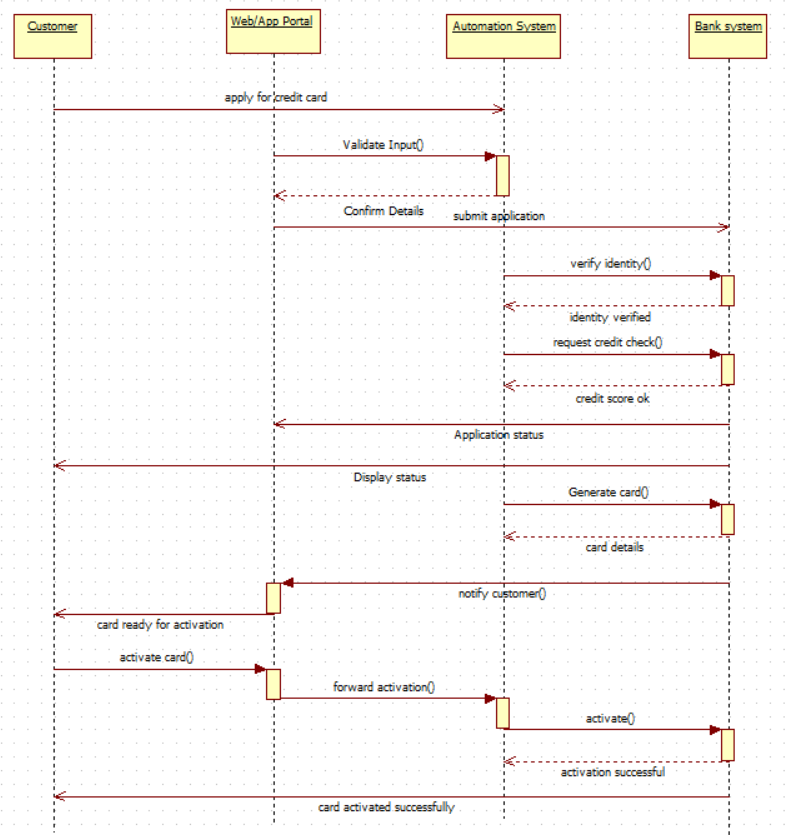 Customer
Web/App Portal
Automation System
Bank system
apply for credit card
Validate Input()
Confirm Details
submit application
verify identity()
identity verified
request credit check()
credit score ok
Application status
Display status
Generate card()
card details
notify customer()
card ready for activation
activate card()
forward activation()
activate()
activation successful
card activated successfully